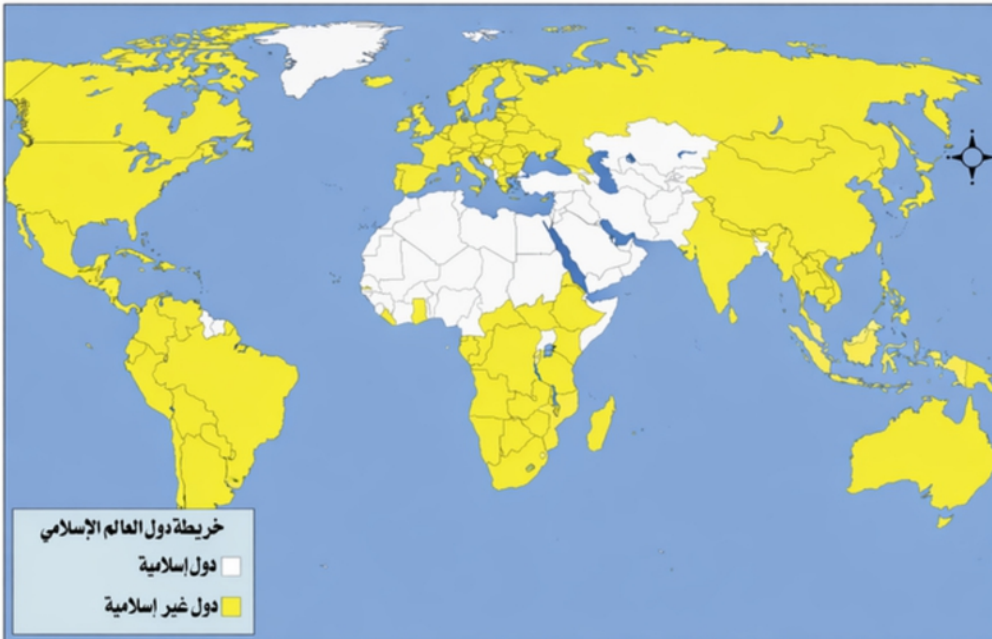 خريطة دول العالم الإسلامي
دول إسلامية
دول غير إسلامية